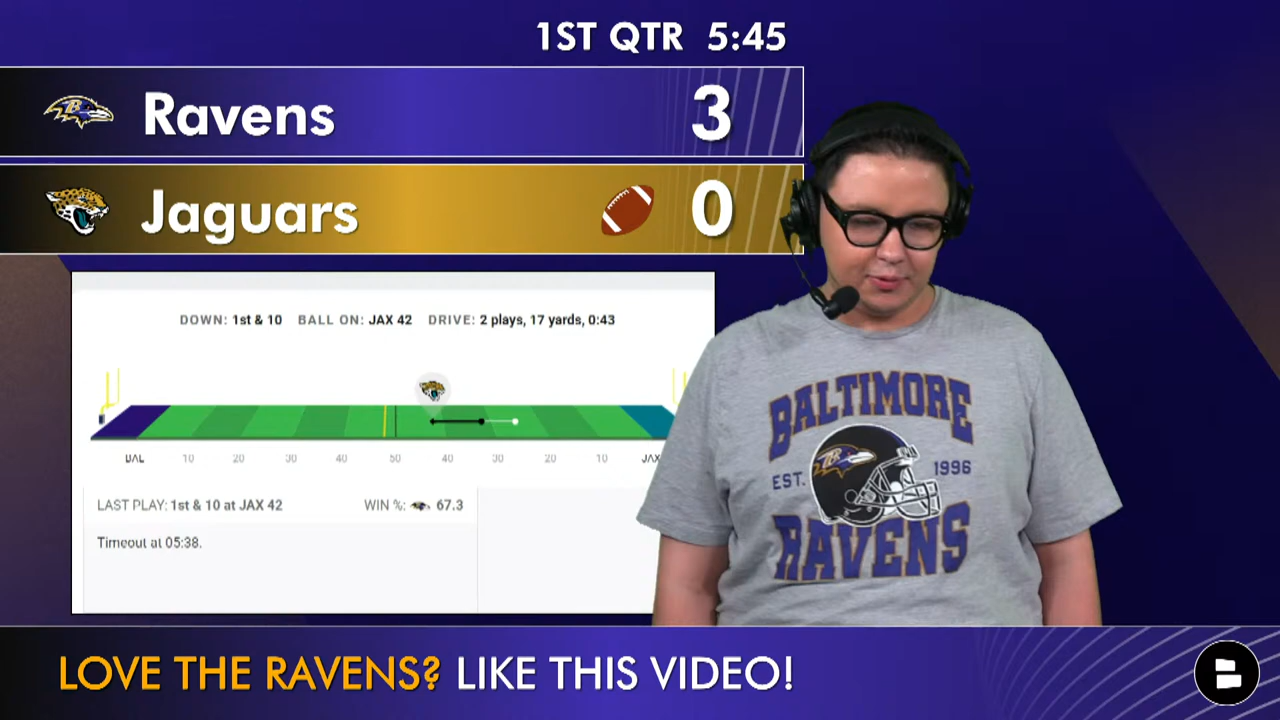 1ST QTR 5:45
Ravens 3
Jaguars 0
DOWN: 1st & 10 BALL ON: JAX 42 DRIVE: 2 plays, 17 yards, 0:43
BAL 10 20 30 40 50 40 30 20 10 JAX
LAST PLAY: 1st & 10 at JAX 42 WIN %: 67.3
Timeout at 05:38.
BALTIMORE
EST. 1996
RAVENS
LOVE THE RAVENS? LIKE THIS VIDEO!